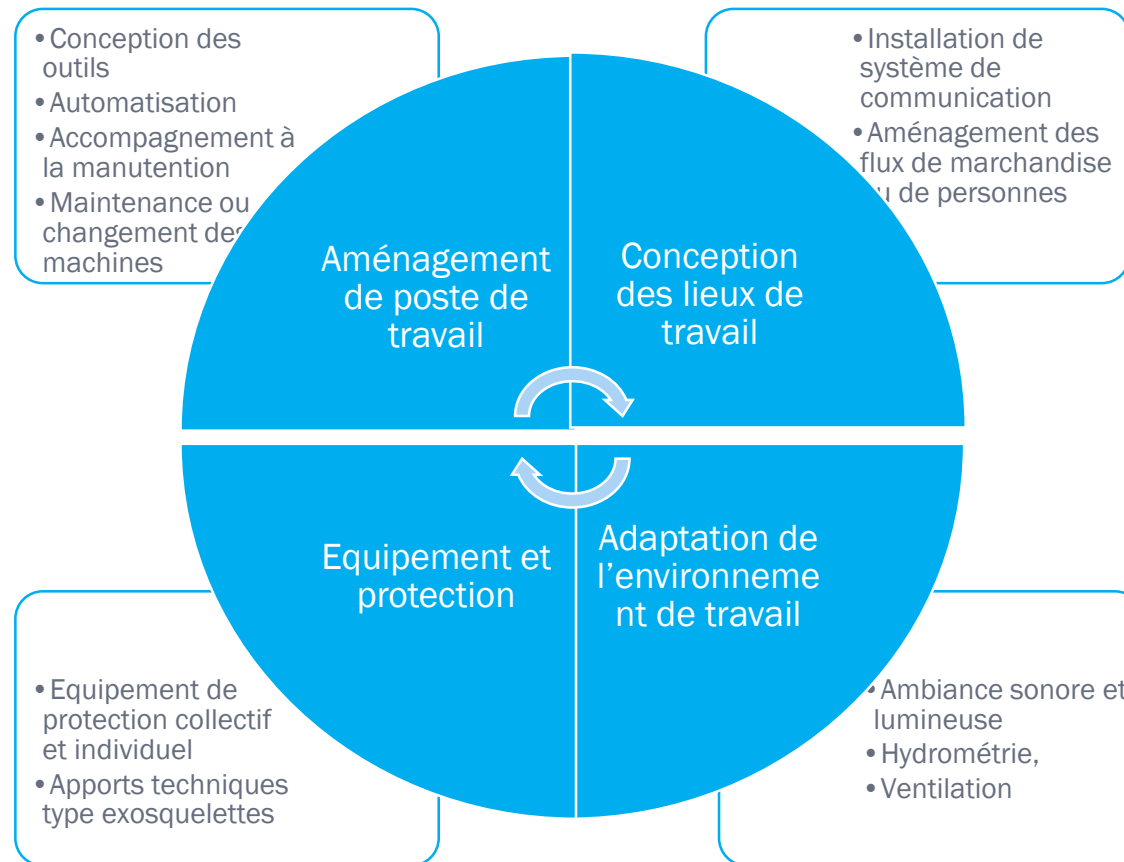 •Conception des
outils
•Automatisation
•Accompagnement à
la manutention
•Maintenance ou
changement des
machines
•Installation de
système de
communication
•Aménagement des
flux de marchandise
u de personnes
Aménagement
de poste de
travail
Conception
des lieux de
travail
Equipement et
protection
Adaptation de
l'environneme
nt de travail
•Equipement de
protection collectif
et individuel
•Apports techniques
type exosquelettes
•Ambiance sonore et
lumineuse
•Hydrométrie,
•Ventilation